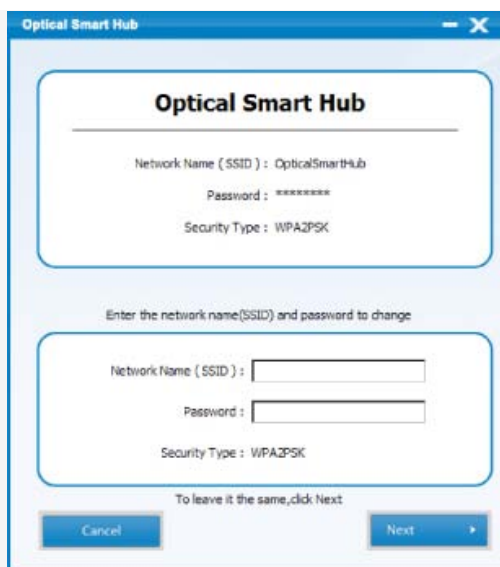 Optical Smart Hub
Optical Smart Hub
Network Name ( SSID ) : OpticalSmartHub
Password : ********
Security Type : WPA2PSK
Enter the network name(SSID) and password to change
Network Name ( SSID ) :
Password :
Security Type : WPA2PSK
To leave it the same,click Next
Cancel
Next